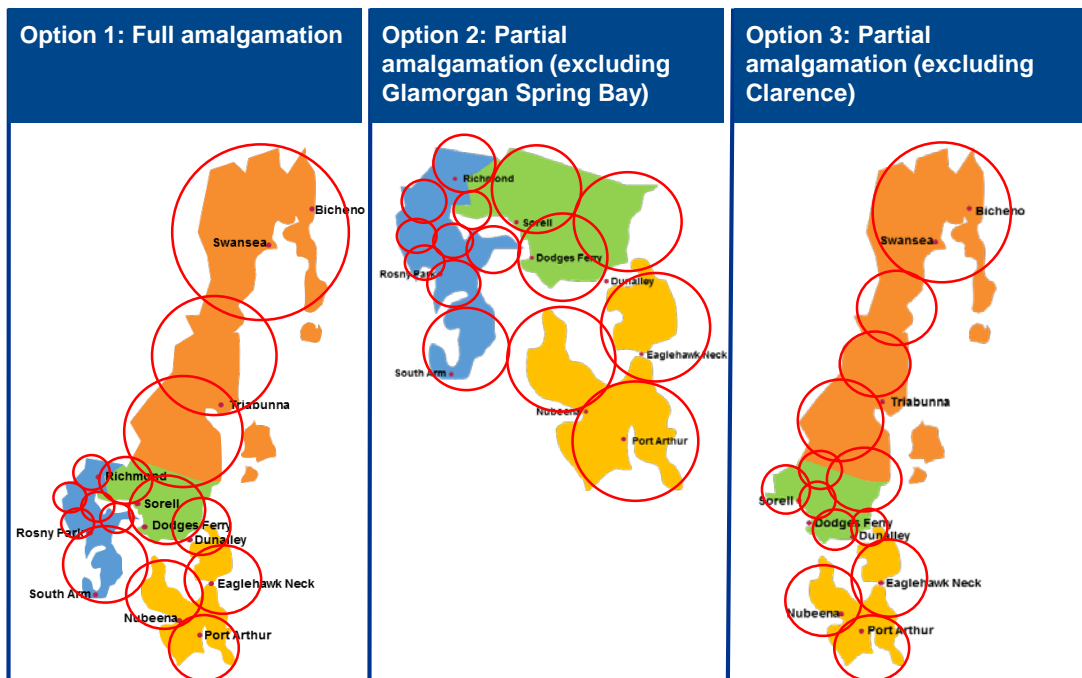 Option 1: Full amalgamation
Bicheno
Swansea
Triabunna
Richmond
Sorell
Dodges Ferry
Rosny Park
Dunalley
Eaglehawk Neck
South Arm
Nubeena
Port Arthur
Option 2: Partial
amalgamation (excluding
Glamorgan Spring Bay)
Richmond
Sorell
Dodges Ferry
Rosny Park
Dunalley
Eaglehawk Neck
South Arm
Nubeena
Port Arthur
Option 3: Partial
amalgamation (excluding
Clarence)
Bicheno
Swansea
Triabunna
Sorell
Dodges Ferry
Dunalley
Eaglehawk Neck
Nubeena
Port Arthur